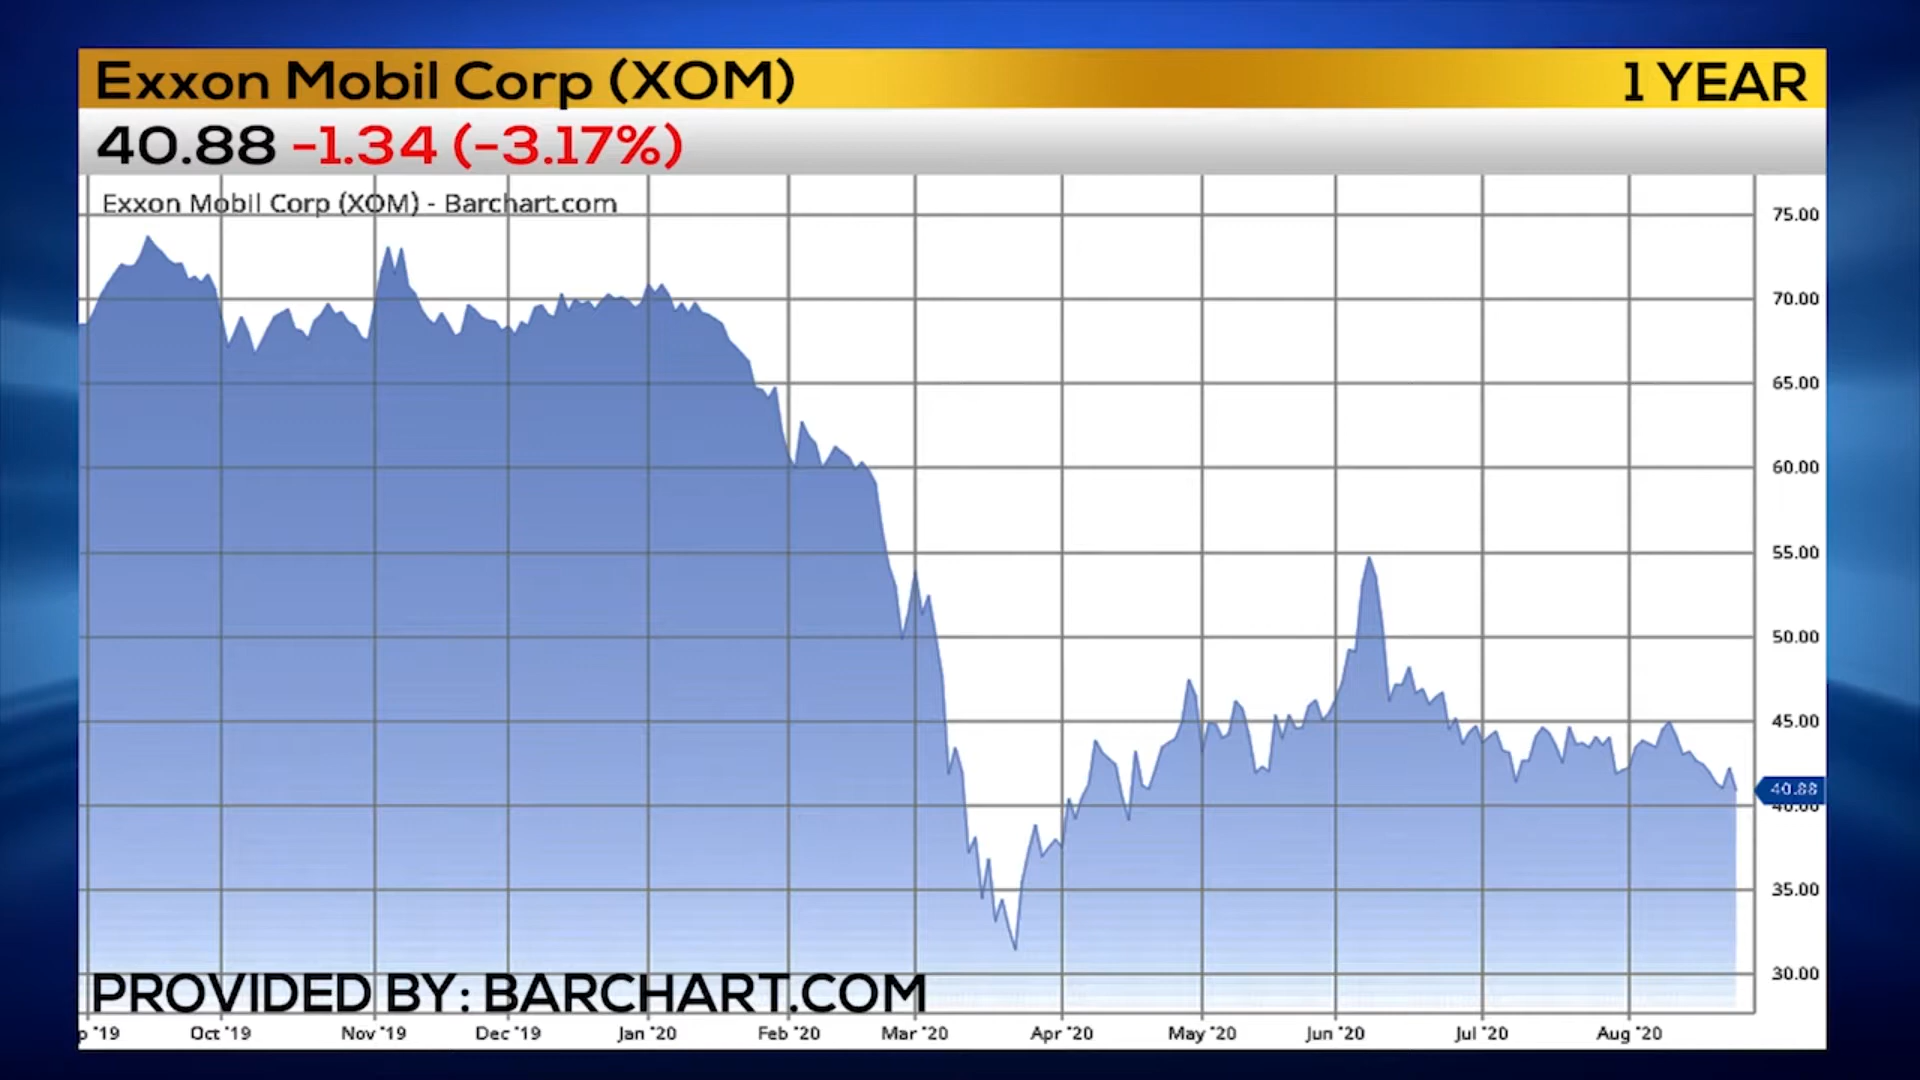 Exxon Mobil Corp (XOM) 1 YEAR
40.88 -1.34 (-3.17%)
Exxon Mobil Corp (XOM) - Barchart.com
75.00
70.00
65.00
60.00
55.00
50.00
45.00
40.88
40.00
35.00
30.00
PROVIDED BY: BARCHART.COM
p '19 Oct '19 Nov '19 Dec '19 Jan '20 Feb '20 Mar '20 Apr '20 May '20 Jun '20 Jul '20 Aug '20